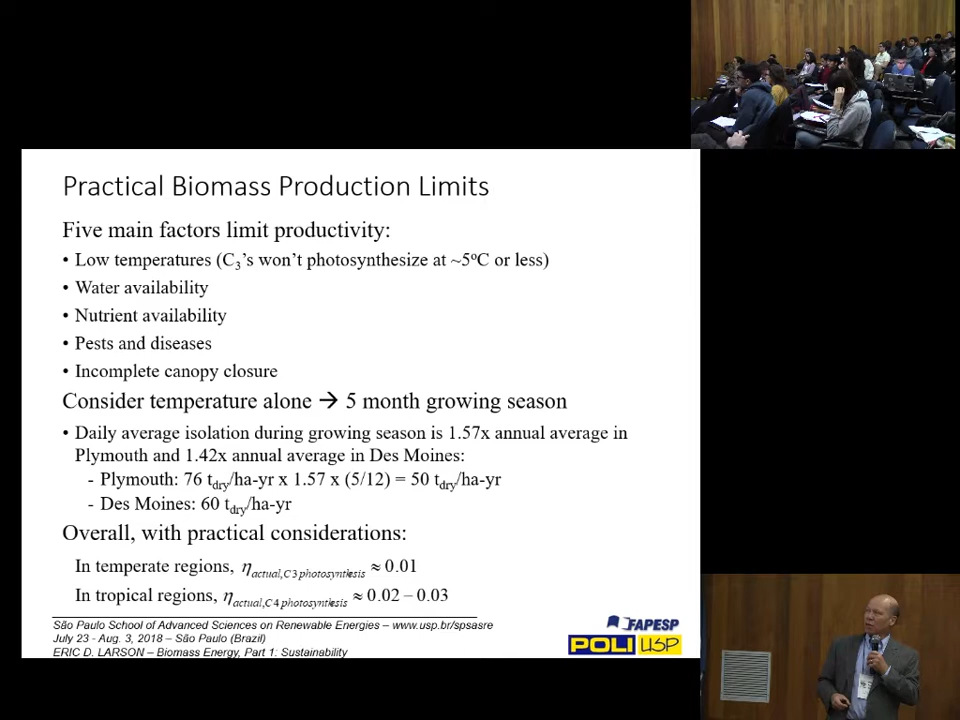 Practical Biomass Production Limits
Five main factors limit productivity:
• Low temperatures (C₃'s won't photosynthesize at ~5ºC or less)
• Water availability
• Nutrient availability
• Pests and diseases
• Incomplete canopy closure
Consider temperature alone → 5 month growing season
• Daily average isolation during growing season is 1.57x annual average in
Plymouth and 1.42x annual average in Des Moines:
- Plymouth: 76 t_dry/ha-yr x 1.57 x (5/12) = 50 t_dry/ha-yr
- Des Moines: 60 t_dry/ha-yr
Overall, with practical considerations:
In temperate regions, η_actual,C3 photosynthesis ≈ 0.01
In tropical regions, η_actual,C4 photosynthesis ≈ 0.02 – 0.03
São Paulo School of Advanced Sciences on Renewable Energies – www.usp.br/spsasre
July 23 - Aug. 3, 2018 – São Paulo (Brazil)
ERIC D. LARSON – Biomass Energy, Part 1: Sustainability
FAPESP
POLI USP